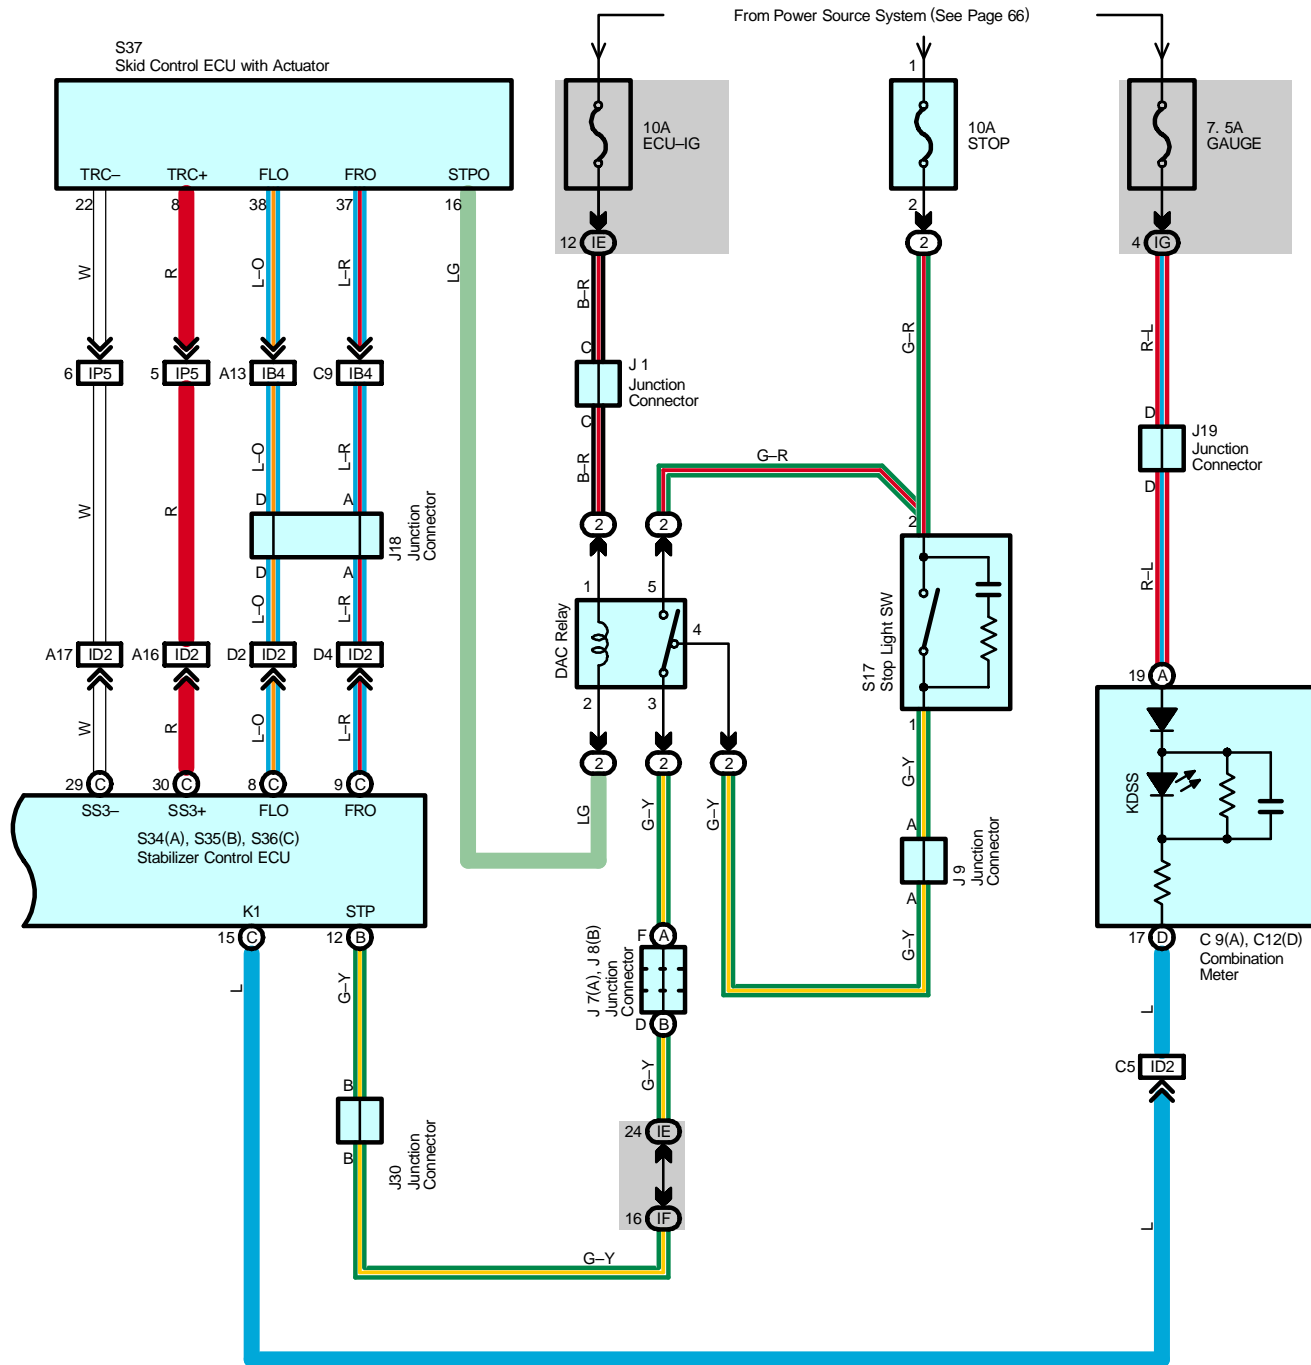 From Power Source System (See Page 66)
S37
Skid Control ECU with Actuator
1
10A
ECU–IG
10A
STOP
7. 5A
GAUGE
TRC–
TRC+
FLO
FRO
STPO
22
8
38
37
16
2
12
IE
2
4
IG
W
R
L–O
L–R
LG
B–R
G–R
R–L
C
J 1
Junction
Connector
6
IP5
5
IP5
A13
IB4
C9
IB4
C
D
J19
Junction
Connector
D
L–O
L–R
B–R
G–R
D
A
W
R
2
2
2
J18
Junction
Connector
D
A
L–O
L–R
1
5
R–L
DAC Relay
4
S17
Stop Light SW
A17
ID2
A16
ID2
D2
ID2
D4
ID2
19
A
2
3
1
W
R
L–O
L–R
2
2
2
G–Y
KDSS
29
C
30
C
8
C
9
C
SS3–
SS3+
FLO
FRO
LG
G–Y
G–Y
A
S34(A), S35(B), S36(C)
Stabilizer Control ECU
J 9
Junction
Connector
A
K1
STP
15
C
12
B
F
A
G–Y
17
D
C 9(A), C12(D)
Combination
Meter
L
G–Y
J 7(A), J 8(B)
Junction
Connector
D
B
L
G–Y
C5
ID2
B
24
IE
J30
Junction
Connector
B
16
IF
L
G–Y